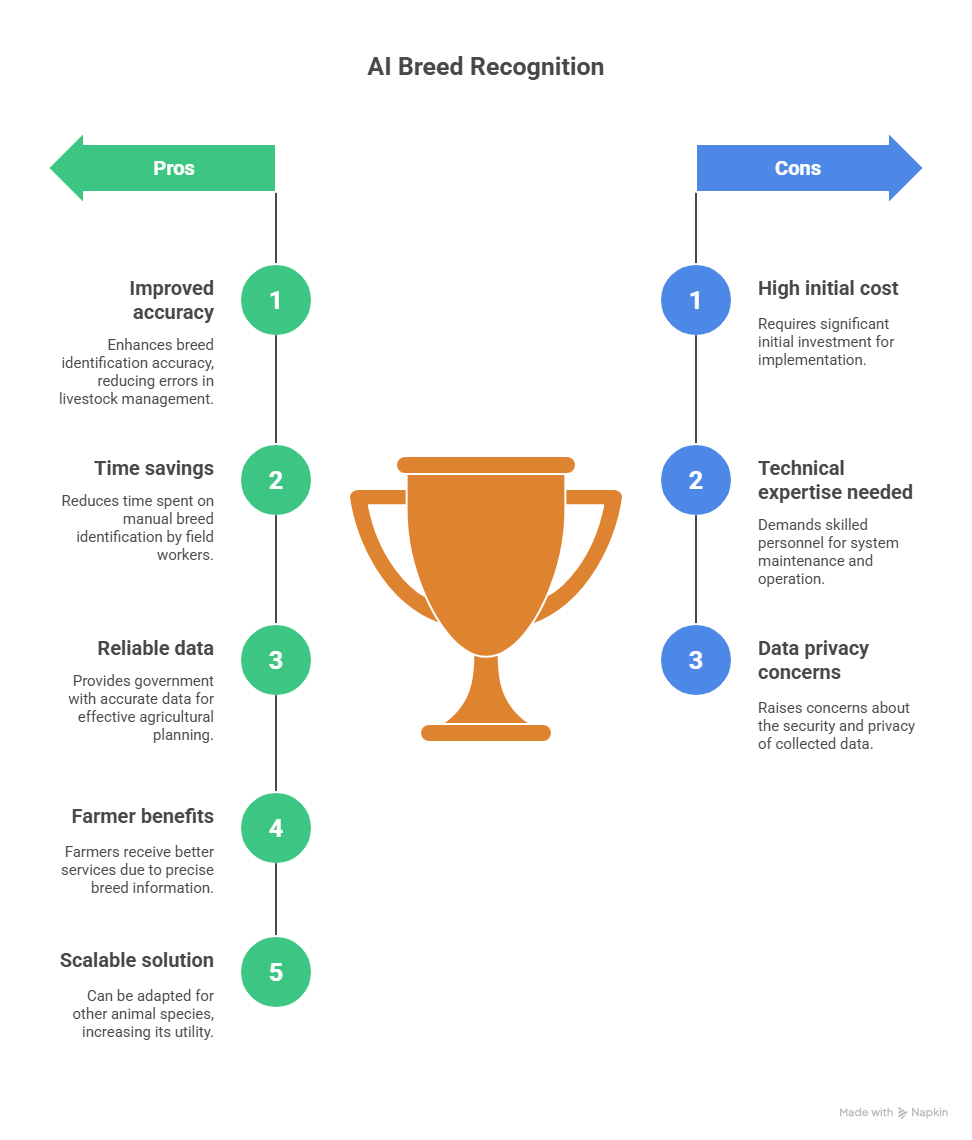 AI Breed Recognition
Pros
1
Improved
accuracy
Enhances breed
identification accuracy,
reducing errors in
livestock management.
2
Time savings
Reduces time spent on
manual breed
identification by field
workers.
3
Reliable data
Provides government
with accurate data for
effective agricultural
planning.
4
Farmer benefits
Farmers receive better
services due to precise
breed information.
5
Scalable solution
Can be adapted for
other animal species,
increasing its utility.
Cons
1
High initial cost
Requires significant
initial investment for
implementation.
2
Technical
expertise needed
Demands skilled
personnel for system
maintenance and
operation.
3
Data privacy
concerns
Raises concerns about
the security and privacy
of collected data.
Made with Napkin